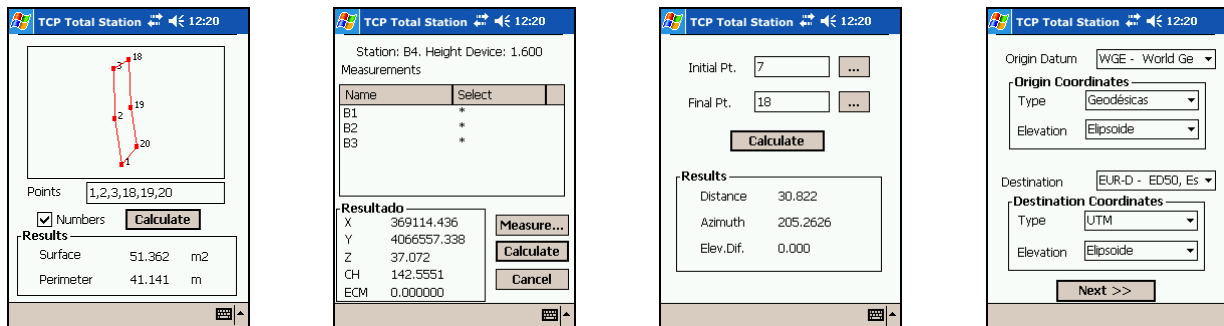 TCP Total Station 12:20
3
18
2
19
20
1
Points 1,2,3,18,19,20
Numbers Calculate
Results
Surface 51.362 m2
Perimeter 41.141 m
TCP Total Station 12:20
Station: B4. Height Device: 1.600
Measurements
Name Select
B1 *
B2 *
B3 *
Resultado
X 369114.436
Y 4066557.338
Z 37.072
CH 142.5551
ECM 0.000000
Measure...
Calculate
Cancel
TCP Total Station 12:20
Initial Pt. 7 ...
Final Pt. 18 ...
Calculate
Results
Distance 30.822
Azimuth 205.2626
Elev.Dif. 0.000
TCP Total Station 12:20
Origin Datum WGE - World Ge
Origin Coordinates
Type Geodésicas
Elevation Elipsoide
Destination EUR-D - ED50, Es
Destination Coordinates
Type UTM
Elevation Elipsoide
Next >>